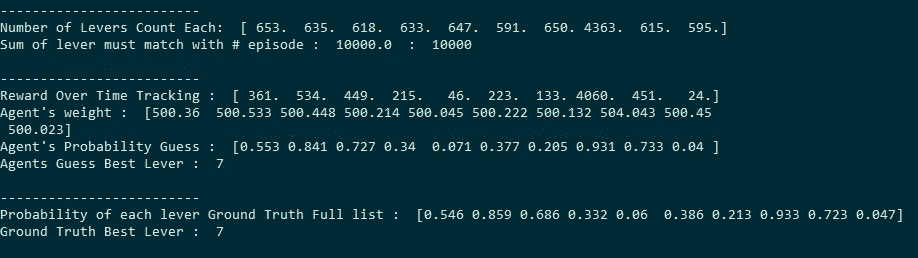 -------------------------
Number of Levers Count Each:  [ 653.  635.  618.  633.  647.  591.  650. 4363.  615.  595.]
Sum of lever must match with # episode :  10000.0  :  10000
-------------------------
Reward Over Time Tracking :  [ 361.  534.  449.  215.   46.  223.  133. 4060.  451.   24.]
Agent's weight :  [500.36  500.533 500.448 500.214 500.045 500.222 500.132 504.043 500.45
 500.023]
Agent's Probability Guess :  [0.553 0.841 0.727 0.34  0.071 0.377 0.205 0.931 0.733 0.04 ]
Agents Guess Best Lever :  7
-------------------------
Probability of each lever Ground Truth Full list :  [0.546 0.859 0.686 0.332 0.06  0.386 0.213 0.933 0.723 0.047]
Ground Truth Best Lever :  7